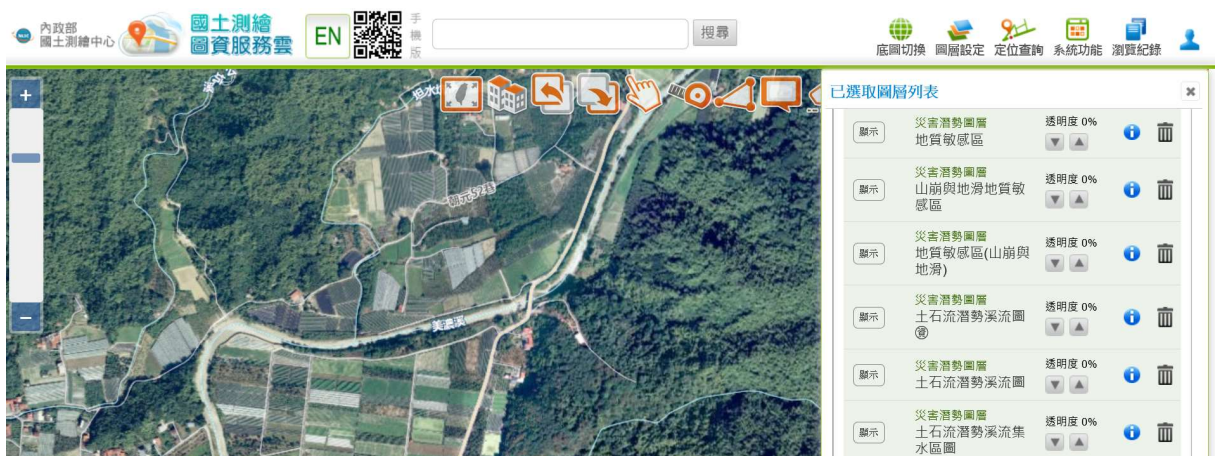 內政部
國土測繪中心
國土測繪
圖資服務雲
EN
手機版
搜尋
底圖切換
圖層設定
定位查詢
系統功能
瀏覽紀錄
+
−
朝元52巷
美濃溪
已選取圖層列表
顯示
災害潛勢圖層
地質敏感區
透明度 0%
顯示
災害潛勢圖層
山崩與地滑地質敏
感區
透明度 0%
顯示
災害潛勢圖層
地質敏感區(山崩與
地滑)
透明度 0%
顯示
災害潛勢圖層
土石流潛勢溪流圖
透明度 0%
顯示
災害潛勢圖層
土石流潛勢溪流圖
透明度 0%
顯示
災害潛勢圖層
土石流潛勢溪流集
水區圖
透明度 0%